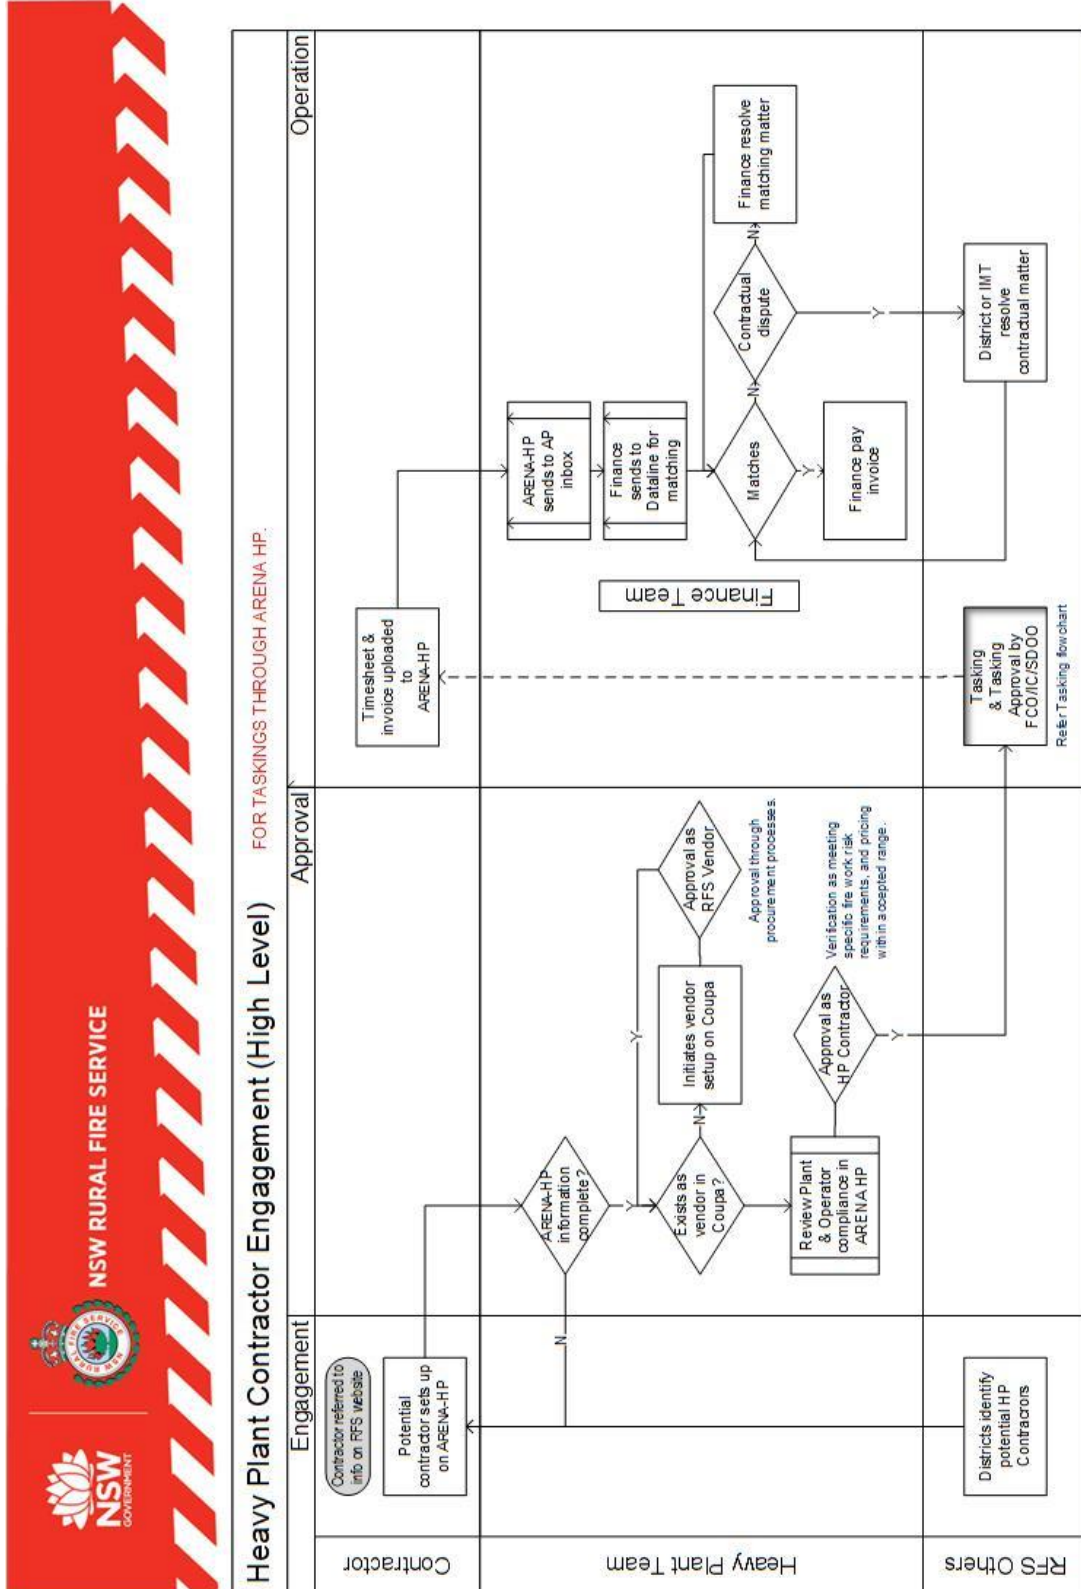 NSW
GOVERNMENT
NSW RURAL FIRE SERVICE
NSW RURAL FIRE SERVICE
Heavy Plant Contractor Engagement (High Level)
FOR TASKINGS THROUGH ARENA HP.
Engagement
Approval
Operation
Contractor
Contractor referred to
info on RFS website
Potential
contractor sets up
on ARENA-HP
Timesheet &
invoice uploaded
to
ARENA-HP
Heavy Plant Team
N
ARENA-HP
information
complete?
Y
Exists as
vendor in
Coupa?
N
Initiates vendor
setup on Coupa
Y
Approval as
RFS Vendor
Approval through
procurement processes.
Review Plant
& Operator
compliance in
ARENA HP
Approval as
HP Contractor
Verification as meeting
specific fire work risk
requirements, and pricing
within accepted range.
Y
Finance Team
ARENA-HP
sends to AP
inbox
Finance
sends to
Dataline for
matching
Matches
Y
Finance pay
invoice
N
Contractual
dispute
N
Finance resolve
matching matter
Y
RFS Others
Districts identify
potential HP
Contracrors
Tasking
& Tasking
Approval by
FCO/IC/SDOO
Refer Tasking flowchart
District or IMT
resolve
contractual matter